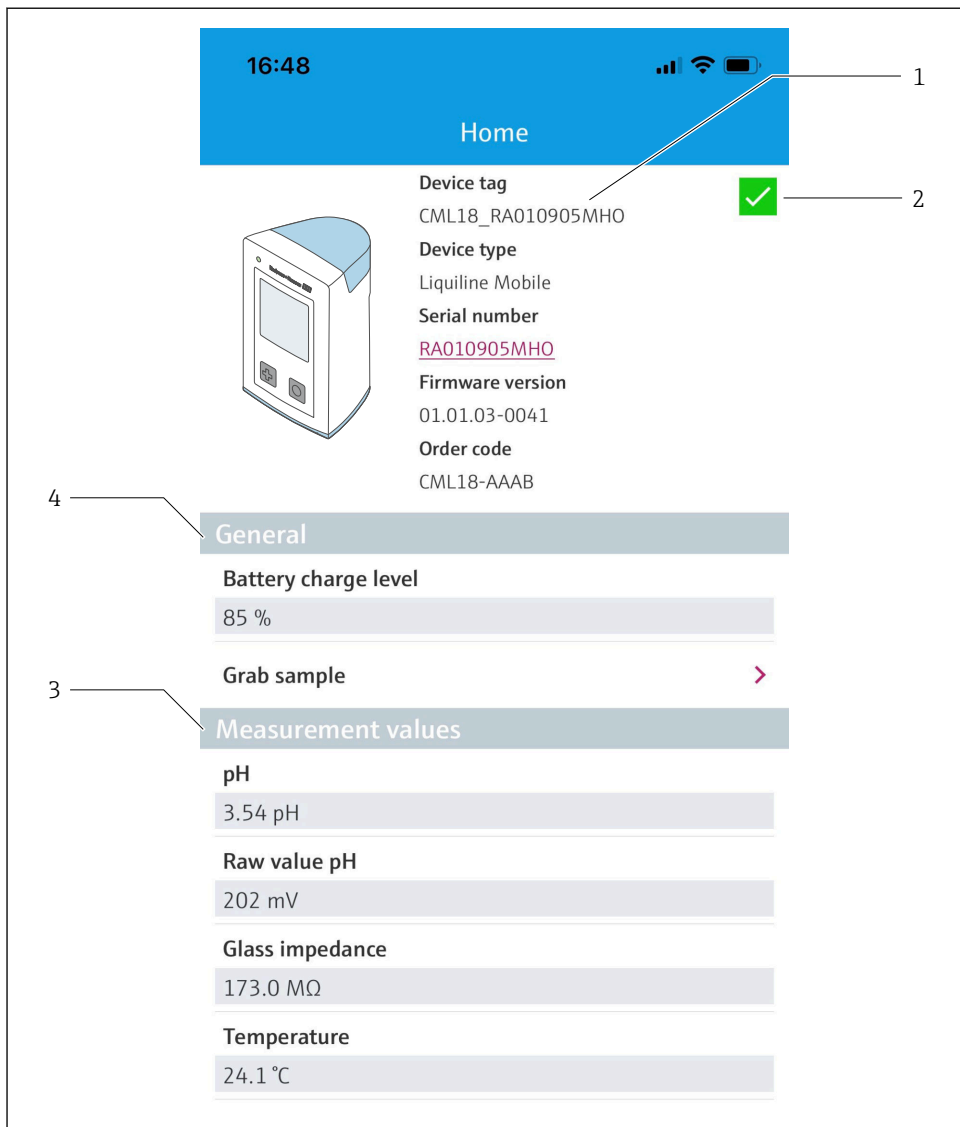 16:48
1
Home
Device tag
CML18_RA010905MHO
2
Device type
Liquiline Mobile
Serial number
RA010905MHO
Firmware version
01.01.03-0041
Order code
CML18-AAAB
4
General
Battery charge level
85 %
Grab sample
3
Measurement values
pH
3.54 pH
Raw value pH
202 mV
Glass impedance
173.0 MΩ
Temperature
24.1 °C